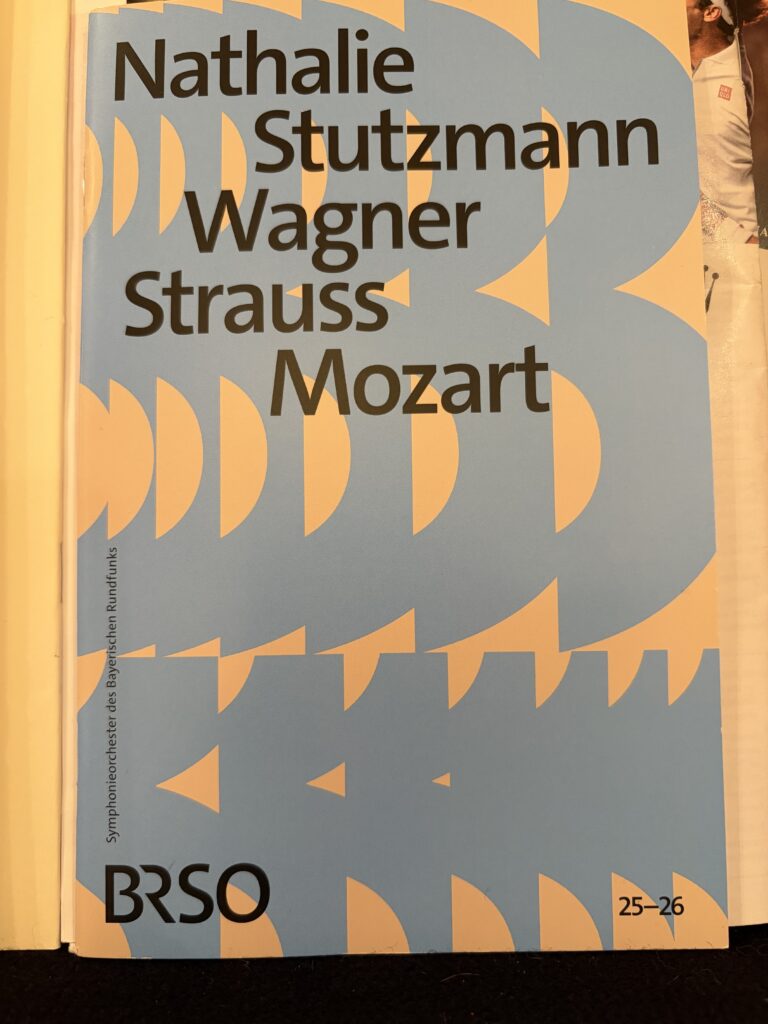 Nathalie
Stutzmann
Wagner
Strauss
Mozart
Symphonieorchester des Bayerischen Rundfunks
BRSO
25–26